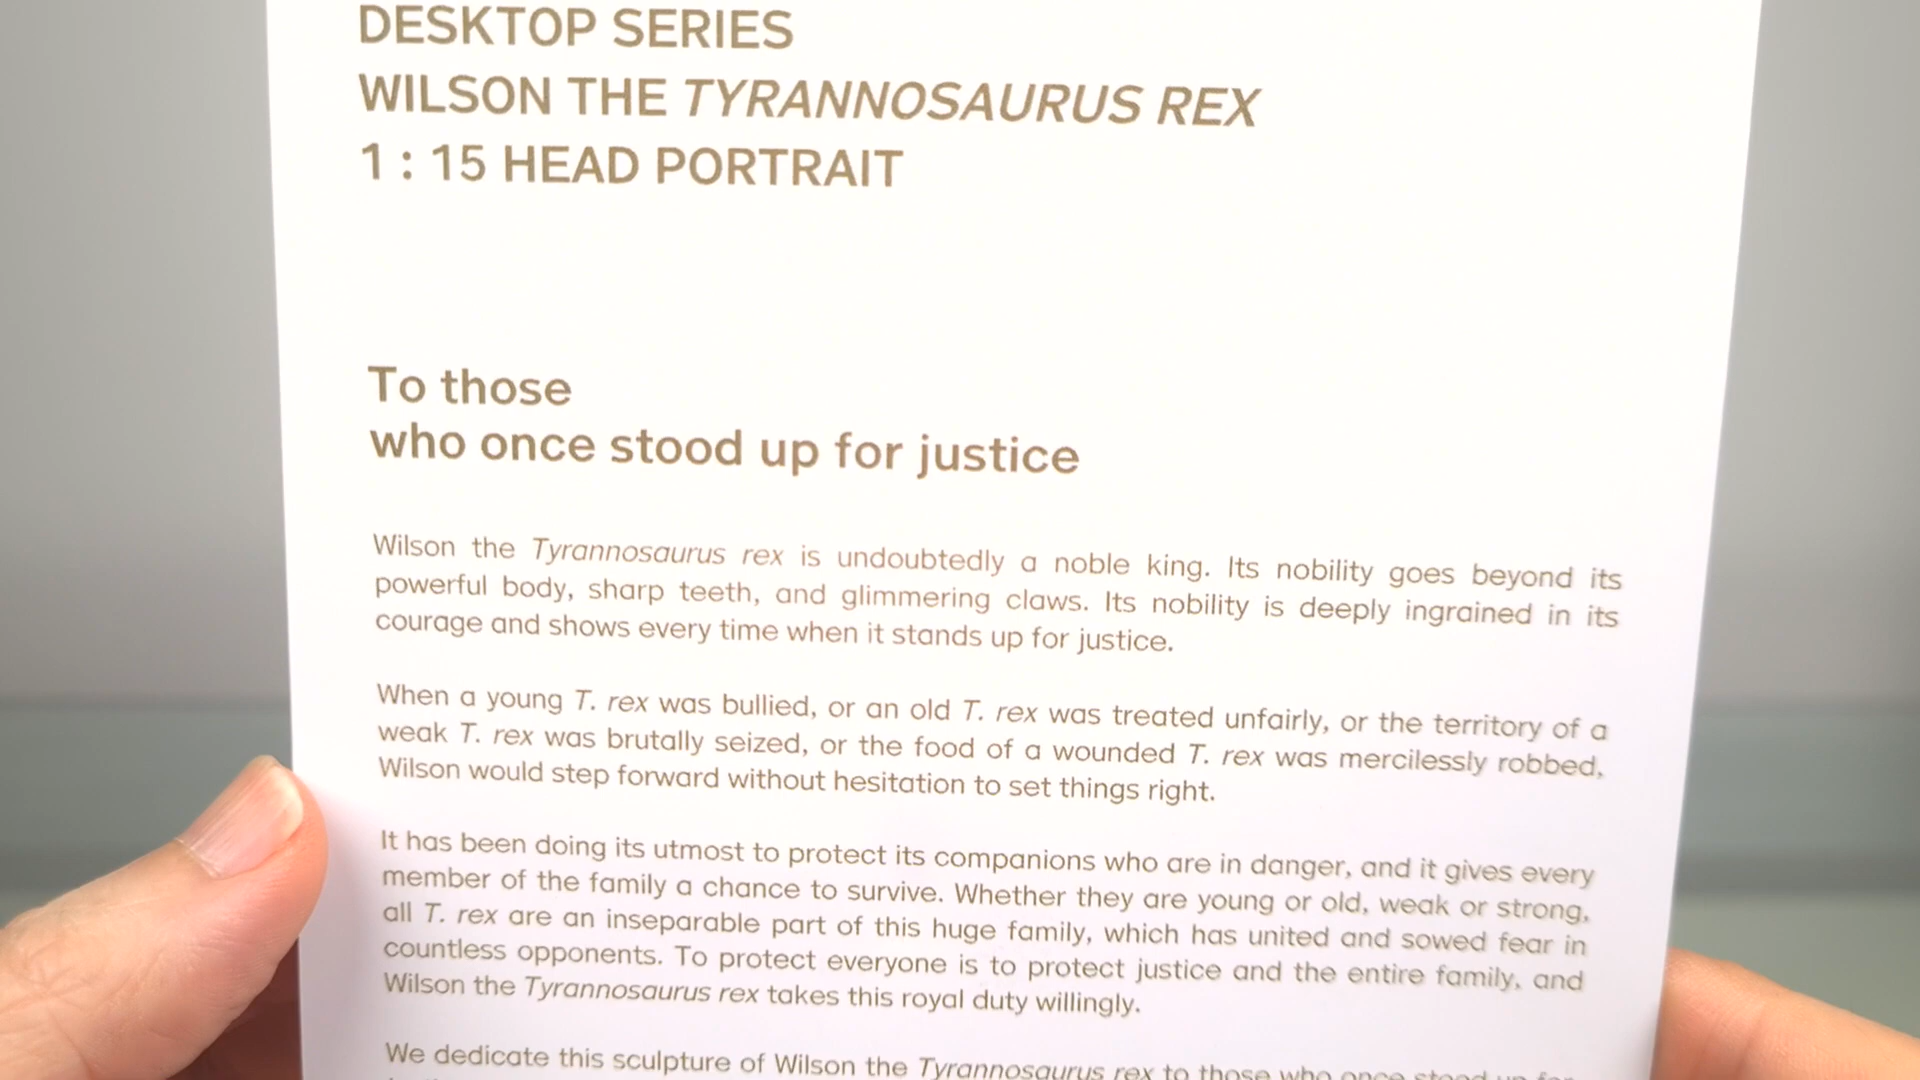 DESKTOP SERIES
WILSON THE TYRANNOSAURUS REX
1 : 15 HEAD PORTRAIT
To those
who once stood up for justice
Wilson the Tyrannosaurus rex is undoubtedly a noble king. Its nobility goes beyond its
powerful body, sharp teeth, and glimmering claws. Its nobility is deeply ingrained in its
courage and shows every time when it stands up for justice.
When a young T. rex was bullied, or an old T. rex was treated unfairly, or the territory of a
weak T. rex was brutally seized, or the food of a wounded T. rex was mercilessly robbed,
Wilson would step forward without hesitation to set things right.
It has been doing its utmost to protect its companions who are in danger, and it gives every
member of the family a chance to survive. Whether they are young or old, weak or strong,
all T. rex are an inseparable part of this huge family, which has united and sowed fear in
countless opponents. To protect everyone is to protect justice and the entire family, and
Wilson the Tyrannosaurus rex takes this royal duty willingly.
We dedicate this sculpture of Wilson the Tyrannosaurus rex to those who once stood up for